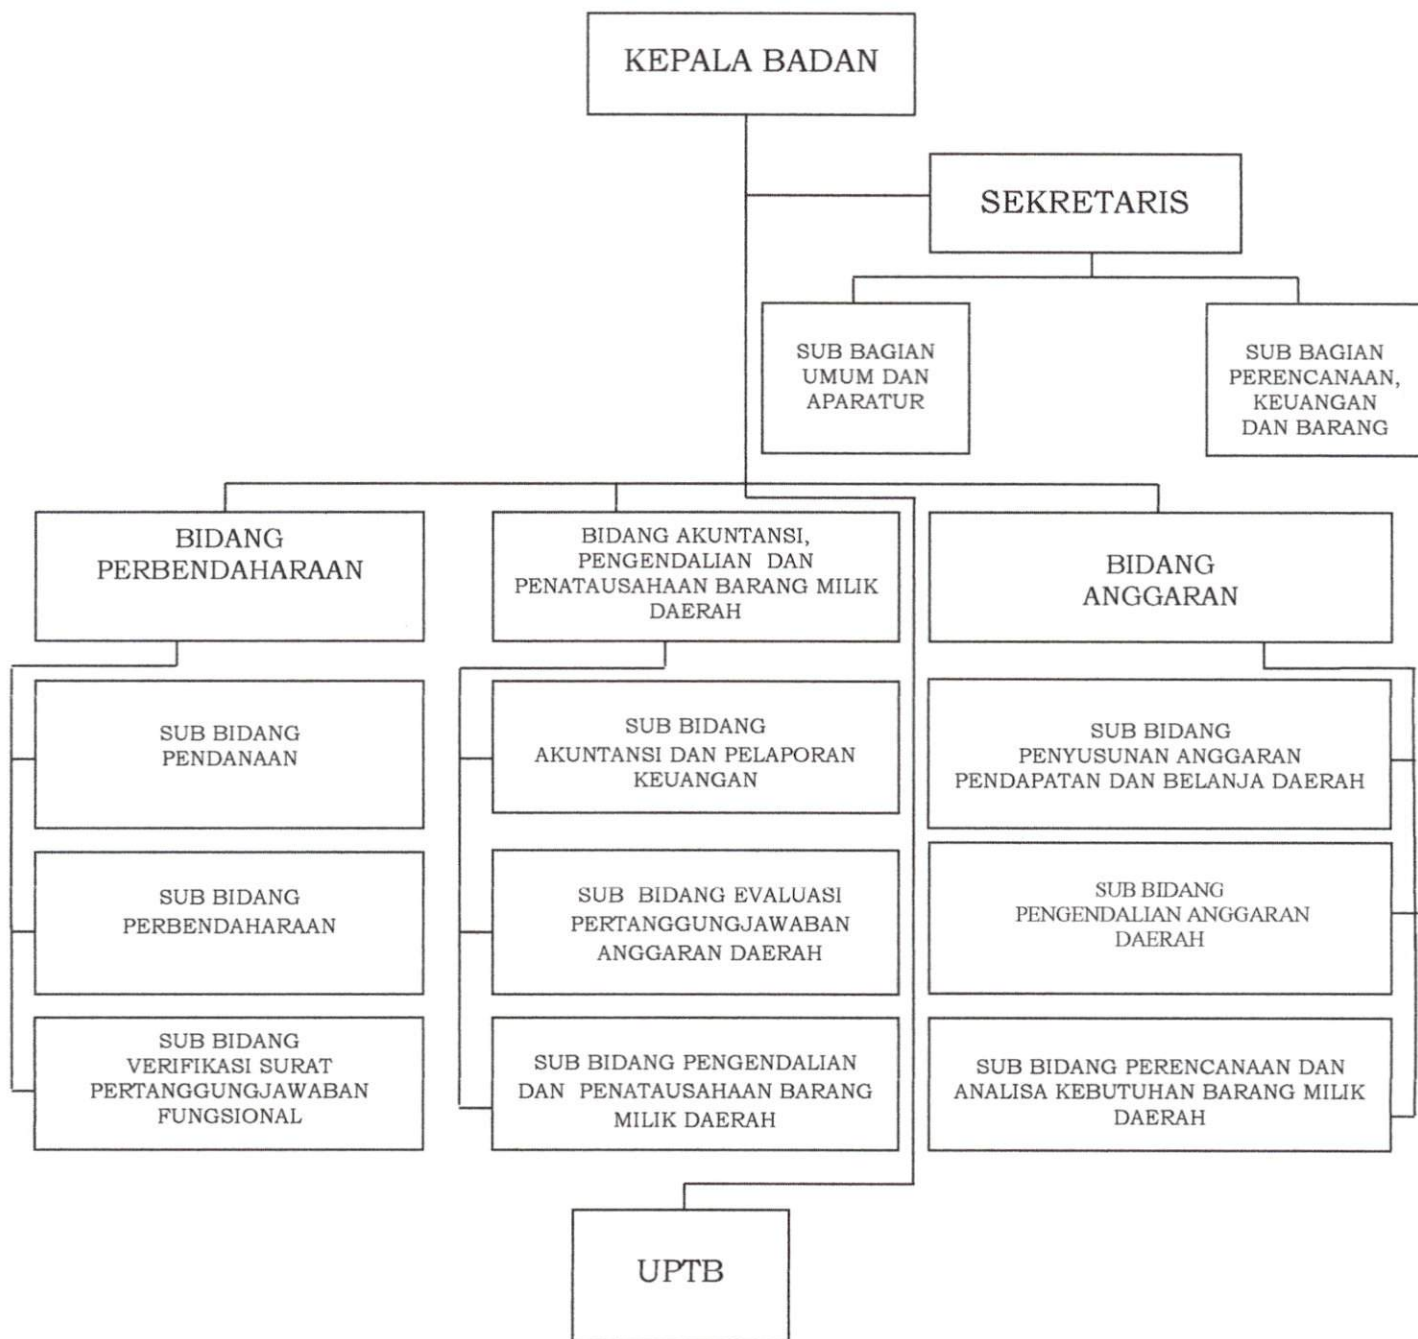 KEPALA BADAN
SEKRETARIS
SUB BAGIAN
UMUM DAN
APARATUR
SUB BAGIAN
PERENCANAAN,
KEUANGAN
DAN BARANG
BIDANG
PERBENDAHARAAN
BIDANG AKUNTANSI,
PENGENDALIAN DAN
PENATAUSAHAAN BARANG MILIK
DAERAH
BIDANG
ANGGARAN
SUB BIDANG
PENDANAAN
SUB BIDANG
AKUNTANSI DAN PELAPORAN
KEUANGAN
SUB BIDANG
PENYUSUNAN ANGGARAN
PENDAPATAN DAN BELANJA DAERAH
SUB BIDANG
PERBENDAHARAAN
SUB BIDANG EVALUASI
PERTANGGUNGJAWABAN
ANGGARAN DAERAH
SUB BIDANG
PENGENDALIAN ANGGARAN
DAERAH
SUB BIDANG
VERIFIKASI SURAT
PERTANGGUNGJAWABAN
FUNGSIONAL
SUB BIDANG PENGENDALIAN
DAN PENATAUSAHAAN BARANG
MILIK DAERAH
SUB BIDANG PERENCANAAN DAN
ANALISA KEBUTUHAN BARANG MILIK
DAERAH
UPTB